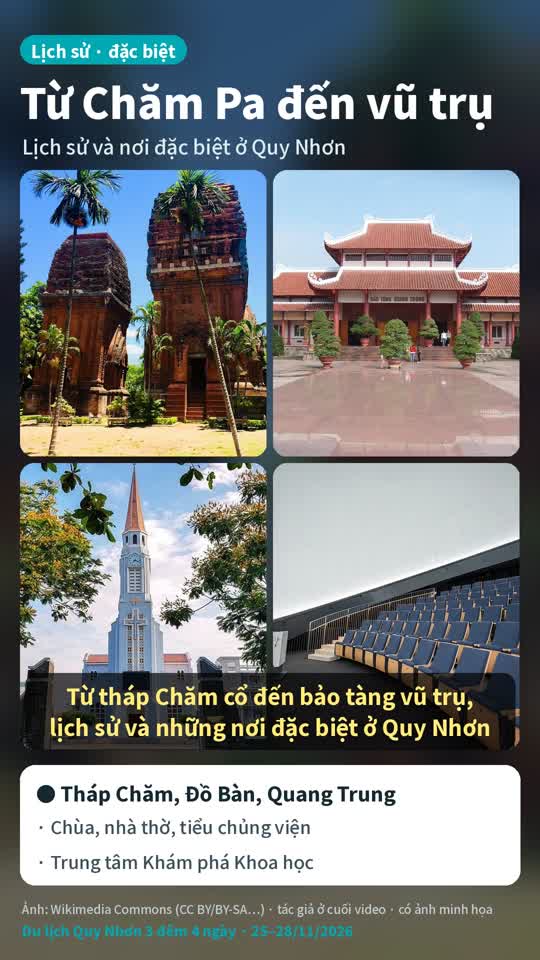 Lịch sử · đặc biệt
Từ Chăm Pa đến vũ trụ
Lịch sử và nơi đặc biệt ở Quy Nhơn
BẢO TÀNG QUANG TRUNG
Từ tháp Chăm cổ đến bảo tàng vũ trụ,
lịch sử và những nơi đặc biệt ở Quy Nhơn
● Tháp Chăm, Đồ Bàn, Quang Trung
· Chùa, nhà thờ, tiểu chủng viện
· Trung tâm Khám phá Khoa học
Ảnh: Wikimedia Commons (CC BY/BY-SA…) · tác giả ở cuối video · có ảnh minh họa
Du lịch Quy Nhơn 3 đêm 4 ngày · 25–28/11/2026